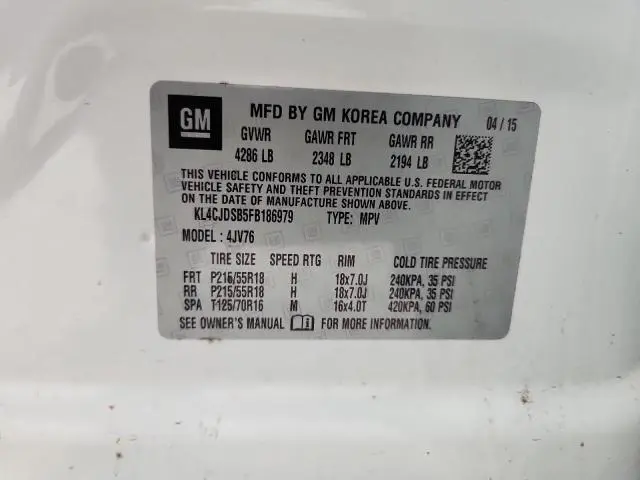 GM
MFD BY GM KOREA COMPANY 04 / 15
GVWR GAWR FRT GAWR RR
4286 LB 2348 LB 2194 LB
THIS VEHICLE CONFORMS TO ALL APPLICABLE U.S. FEDERAL MOTOR
VEHICLE SAFETY AND THEFT PREVENTION STANDARDS IN EFFECT
ON THE DATE OF MANUFACTURE SHOWN ABOVE.
KL4CJDSB5FB186979 TYPE: MPV
MODEL: 4JV76
TIRE SIZE SPEED RTG RIM COLD TIRE PRESSURE
FRT P215/55R18 H 18x7.0J 240KPA, 35 PSI
RR P215/55R18 H 18x7.0J 240KPA, 35 PSI
SPA T125/70R16 M 16x4.0T 420KPA, 60 PSI
SEE OWNER'S MANUAL FOR MORE INFORMATION.